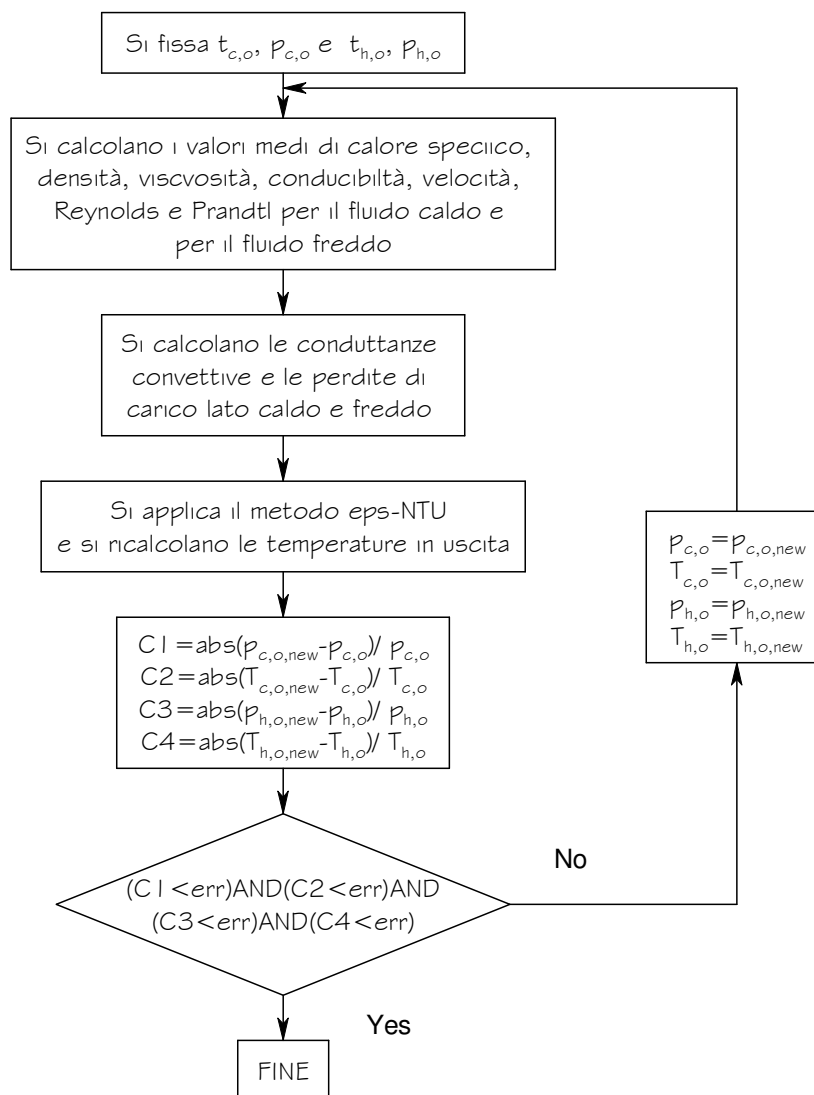 Si fissa t_{c,o}, p_{c,o} e t_{h,o}, p_{h,o}
Si calcolano i valori medi di calore speciico,
densità, viscvosità, conducibiltà, velocità,
Reynolds e Prandtl per il fluido caldo e
per il fluido freddo
Si calcolano le conduttanze
convettive e le perdite di
carico lato caldo e freddo
Si applica il metodo eps-NTU
e si ricalcolano le temperature in uscita
C1=abs(p_{c,o,new}-p_{c,o})/ p_{c,o}
C2=abs(T_{c,o,new}-T_{c,o})/ T_{c,o}
C3=abs(p_{h,o,new}-p_{h,o})/ p_{h,o}
C4=abs(T_{h,o,new}-T_{h,o})/ T_{h,o}
(C1<err)AND(C2<err)AND
(C3<err)AND(C4<err)
No
p_{c,o}=p_{c,o,new}
T_{c,o}=T_{c,o,new}
p_{h,o}=p_{h,o,new}
T_{h,o}=T_{h,o,new}
Yes
FINE